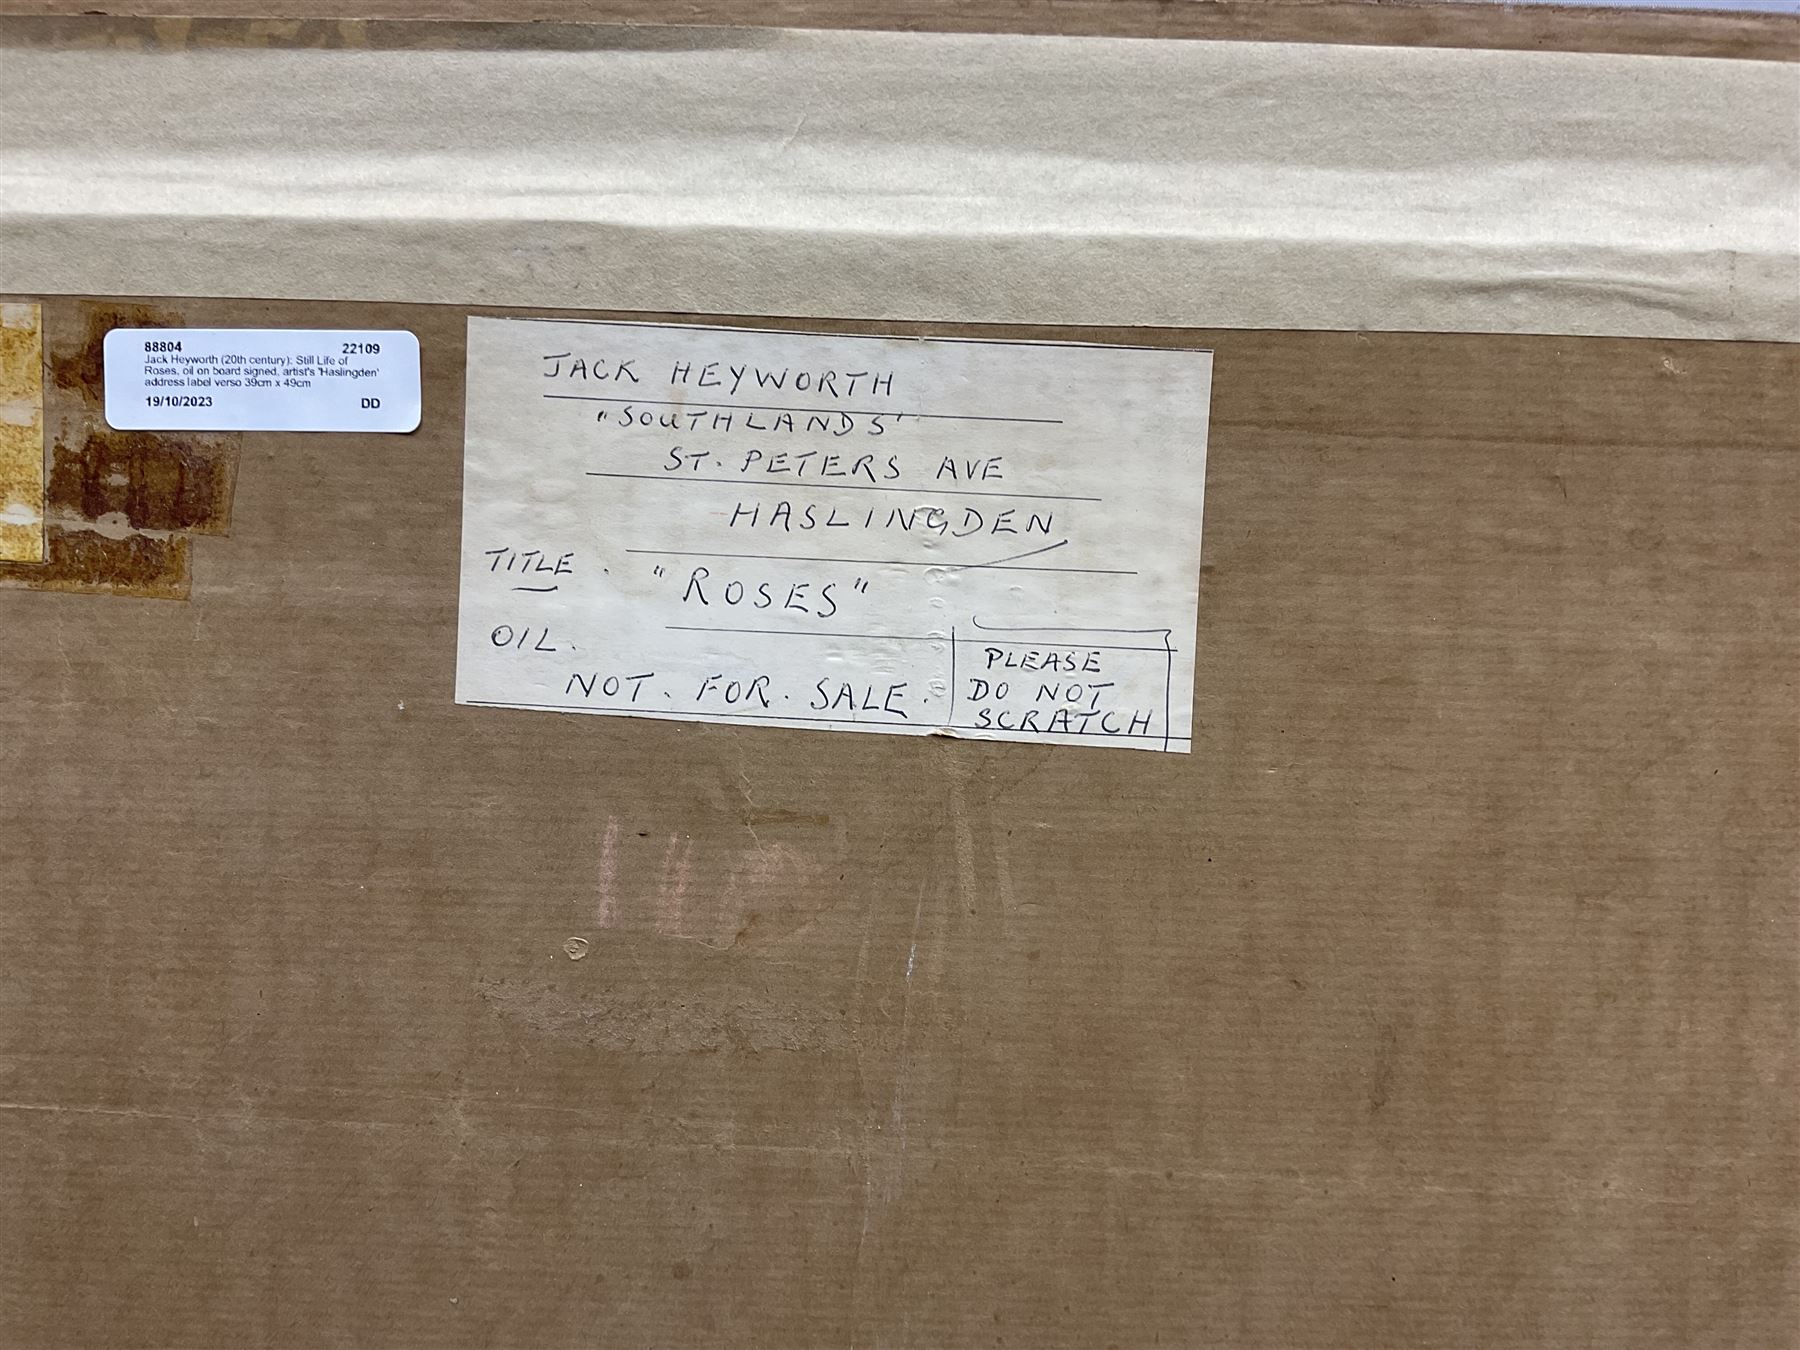 88804 22109
Jack Heyworth (20th century): Still Life of
Roses, oil on board signed, artist's 'Haslingden'
address label verso 39cm x 49cm
19/10/2023 DD
JACK HEYWORTH
"SOUTHLANDS"
ST. PETERS AVE
HASLINGDEN
TITLE. "ROSES"
OIL.
NOT. FOR. SALE.
PLEASE
DO NOT
SCRATCH